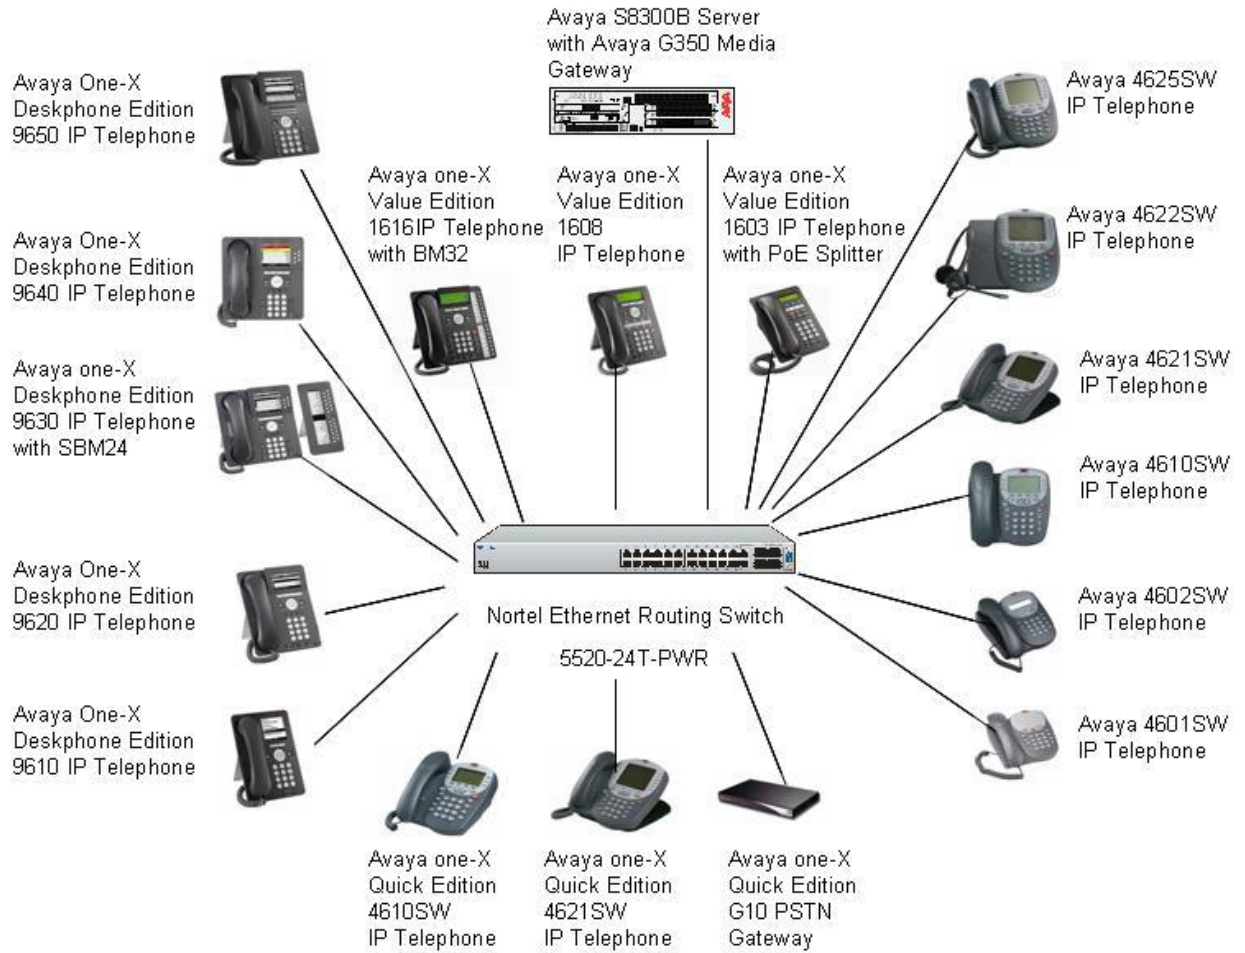 Avaya S8300B Server
with Avaya G350 Media
Gateway
Avaya One-X
Deskphone Edition
9650 IP Telephone
Avaya 4625SW
IP Telephone
Avaya one-X
Value Edition
1616IP Telephone
with BM32
Avaya one-X
Value Edition
1608
IP Telephone
Avaya one-X
Value Edition
1603 IP Telephone
with PoE Splitter
Avaya 4622SW
IP Telephone
Avaya One-X
Deskphone Edition
9640 IP Telephone
Avaya one-X
Deskphone Edition
9630 IP Telephone
with SBM24
Avaya 4621SW
IP Telephone
Avaya 4610SW
IP Telephone
Avaya One-X
Deskphone Edition
9620 IP Telephone
Nortel Ethernet Routing Switch
5520-24T-PWR
Avaya 4602SW
IP Telephone
Avaya One-X
Deskphone Edition
9610 IP Telephone
Avaya 4601SW
IP Telephone
Avaya one-X
Quick Edition
4610SW
IP Telephone
Avaya one-X
Quick Edition
4621SW
IP Telephone
Avaya one-X
Quick Edition
G10 PSTN
Gateway